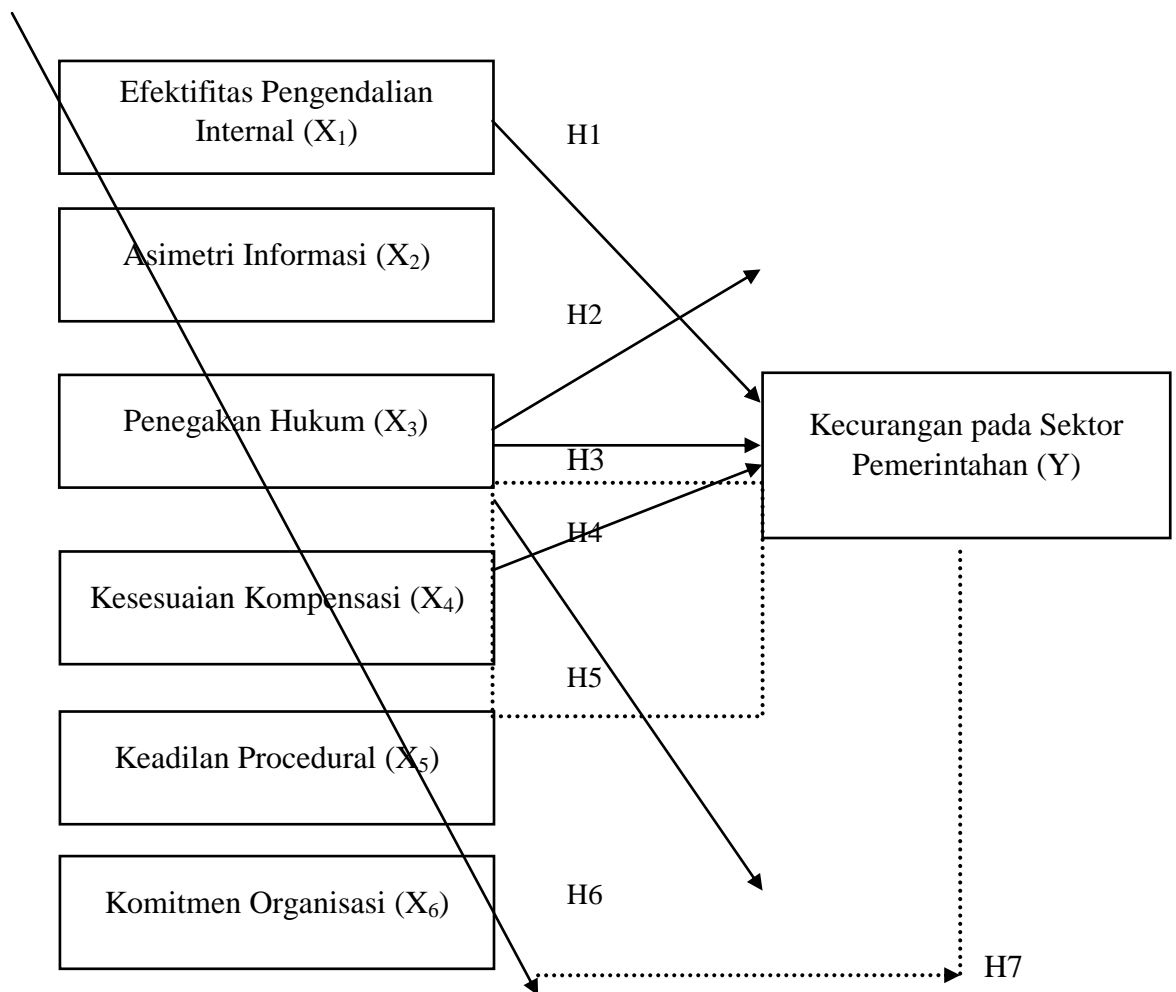 Efektifitas Pengendalian
Internal (X₁)
H1
Asimetri Informasi (X₂)
H2
Penegakan Hukum (X₃)
Kecurangan pada Sektor
Pemerintahan (Y)
H3
H4
Kesesuaian Kompensasi (X₄)
H5
Keadilan Procedural (X₅)
Komitmen Organisasi (X₆)
H6
H7